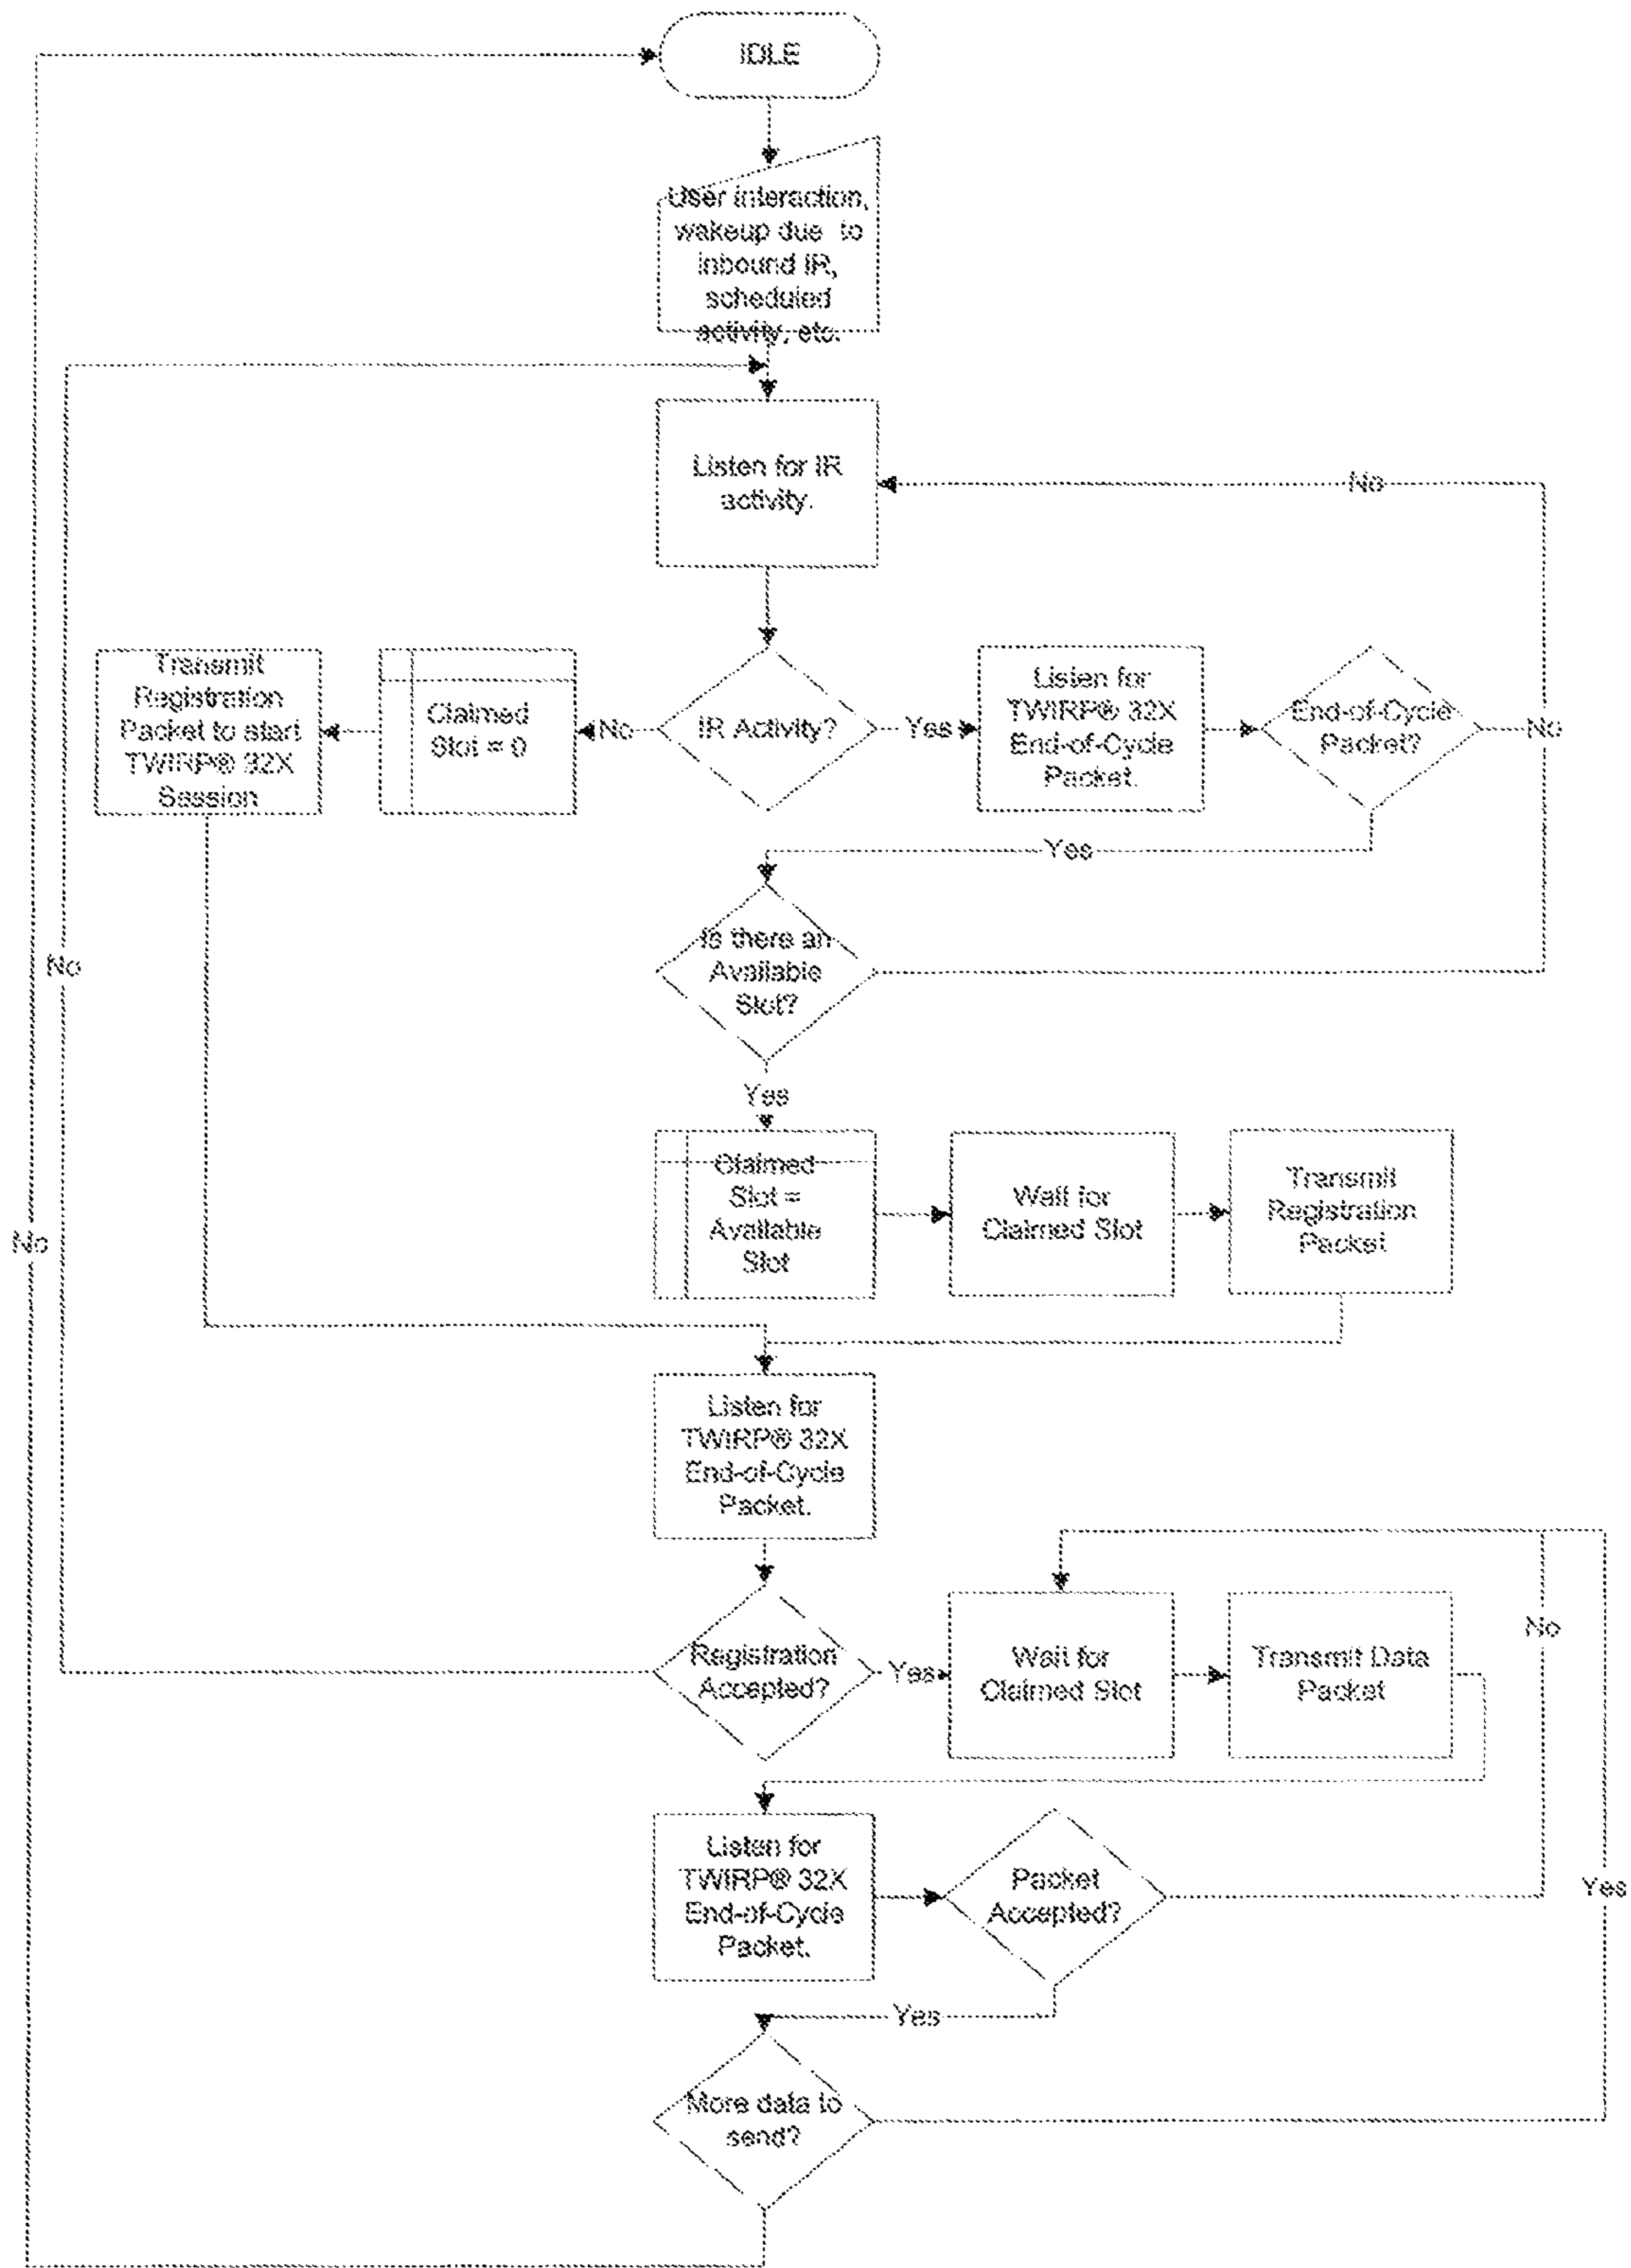 IDLE
User interaction,
wakeup due to
inbound IR,
scheduled
activity, etc.
Listen for IR
activity.
No
Transmit
Registration
Packet to start
TWIRP® 32X
Session
Claimed
Slot = 0
No
IR Activity?
Yes
Listen for
TWIRP® 32X
End-of-Cycle
Packet.
End-of-Cycle
Packet?
No
Yes
Is there an
Available
Slot?
No
Yes
Claimed
Slot =
Available
Slot
Wait for
Claimed Slot
Transmit
Registration
Packet
No
Listen for
TWIRP® 32X
End-of-Cycle
Packet.
Registration
Accepted?
Yes
Wait for
Claimed Slot
Transmit Data
Packet
No
Listen for
TWIRP® 32X
End-of-Cycle
Packet.
Packet
Accepted?
Yes
Yes
More data to
send?